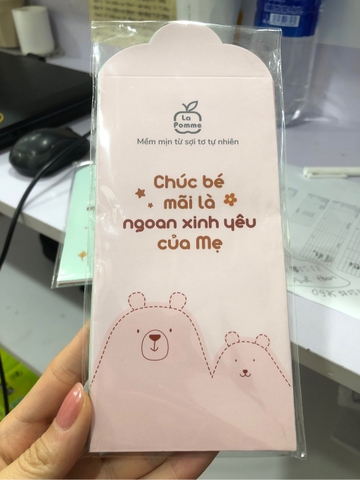 La
Pomme
Mềm mịn từ sợi tơ tự nhiên
Chúc bé
mãi là
ngoan xinh yêu
của Mẹ